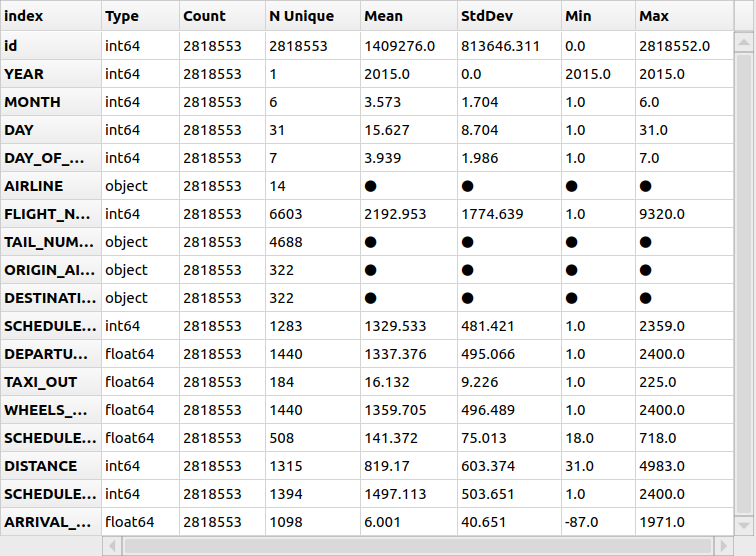 index Type Count N Unique Mean StdDev Min Max
id int64 2818553 2818553 1409276.0 813646.311 0.0 2818552.0
YEAR int64 2818553 1 2015.0 0.0 2015.0 2015.0
MONTH int64 2818553 6 3.573 1.704 1.0 6.0
DAY int64 2818553 31 15.627 8.704 1.0 31.0
DAY_OF_... int64 2818553 7 3.939 1.986 1.0 7.0
AIRLINE object 2818553 14 ● ● ● ●
FLIGHT_N... int64 2818553 6603 2192.953 1774.639 1.0 9320.0
TAIL_NUM... object 2818553 4688 ● ● ● ●
ORIGIN_AI... object 2818553 322 ● ● ● ●
DESTINATI... object 2818553 322 ● ● ● ●
SCHEDULE... int64 2818553 1283 1329.533 481.421 1.0 2359.0
DEPARTU... float64 2818553 1440 1337.376 495.066 1.0 2400.0
TAXI_OUT float64 2818553 184 16.132 9.226 1.0 225.0
WHEELS_... float64 2818553 1440 1359.705 496.489 1.0 2400.0
SCHEDULE... float64 2818553 508 141.372 75.013 18.0 718.0
DISTANCE int64 2818553 1315 819.17 603.374 31.0 4983.0
SCHEDULE... int64 2818553 1394 1497.113 503.651 1.0 2400.0
ARRIVAL_... float64 2818553 1098 6.001 40.651 -87.0 1971.0